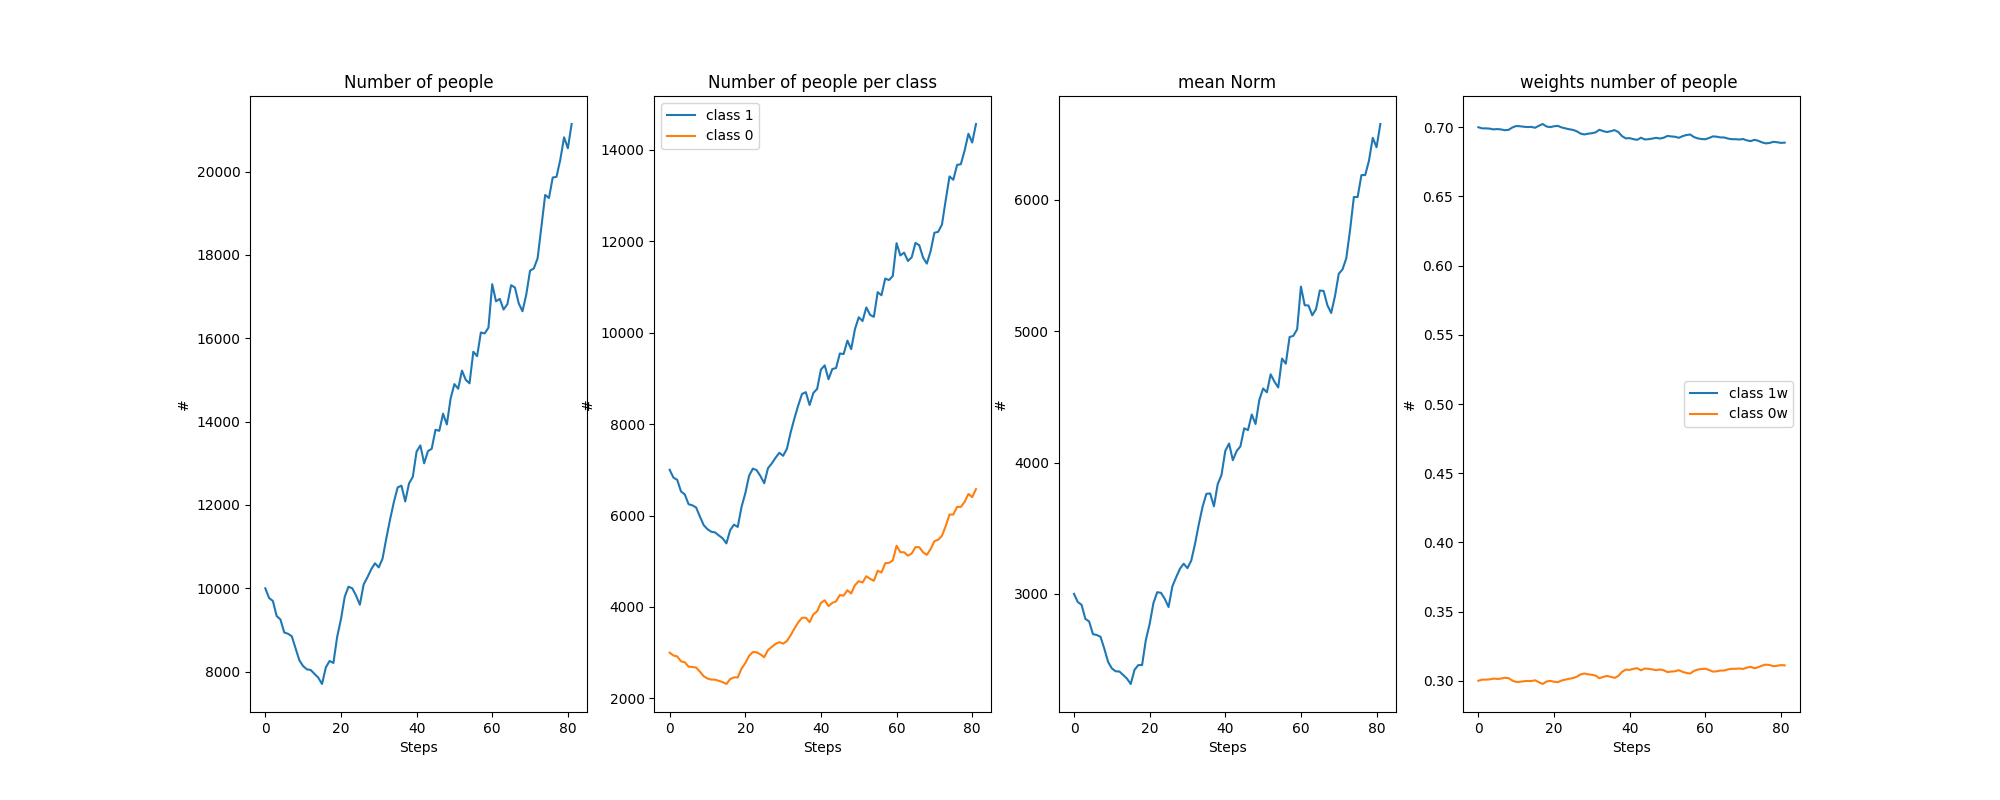 Number of people
20000
18000
16000
14000
12000
10000
8000
#
0 20 40 60 80
Steps
Number of people per class
class 1
class 0
14000
12000
10000
8000
6000
4000
2000
#
0 20 40 60 80
Steps
mean Norm
6000
5000
4000
3000
#
0 20 40 60 80
Steps
weights number of people
0.70
0.65
0.60
0.55
0.50
0.45
0.40
0.35
0.30
#
class 1w
class 0w
0 20 40 60 80
Steps